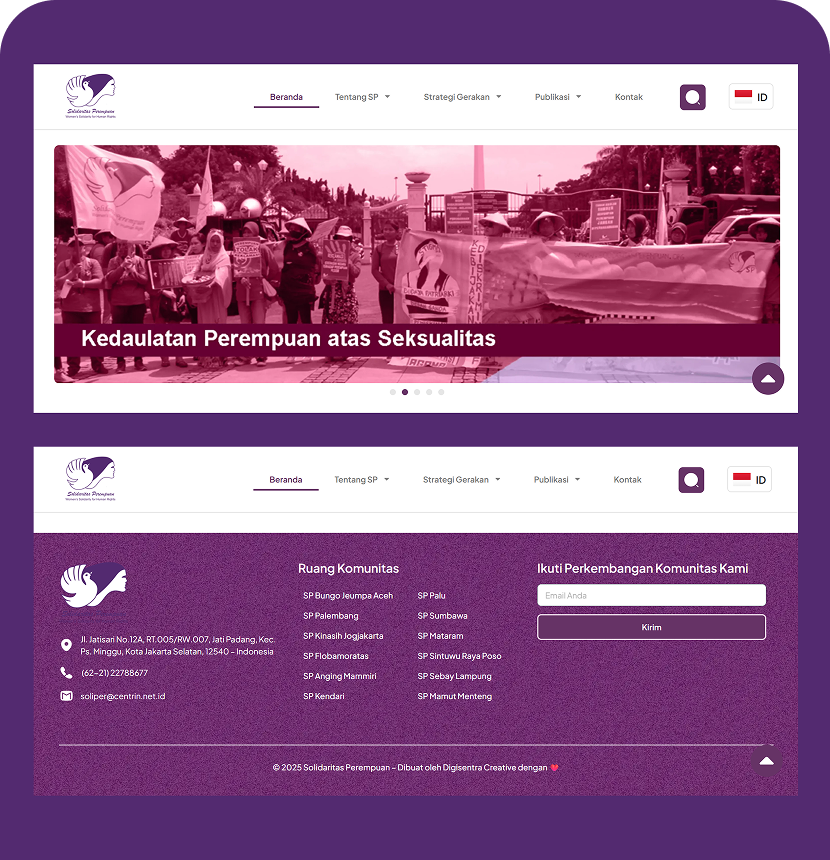 Solidaritas Perempuan
Women's Solidarity for Human Rights
Beranda
Tentang SP
Strategi Gerakan
Publikasi
Kontak
ID
Kedaulatan Perempuan atas Seksualitas
Solidaritas Perempuan
Women's Solidarity for Human Rights
Beranda
Tentang SP
Strategi Gerakan
Publikasi
Kontak
ID
Jl. Jatisari No.12A, RT.005/RW.007, Jati Padang, Kec.
Ps. Minggu, Kota Jakarta Selatan, 12540 - Indonesia
(62-21) 22788677
soliper@centrin.net.id
Ruang Komunitas
SP Bungo Jeumpa Aceh
SP Palembang
SP Kinasih Jogjakarta
SP Flobamoratas
SP Anging Mammiri
SP Kendari
SP Palu
SP Sumbawa
SP Mataram
SP Sintuwu Raya Poso
SP Sebay Lampung
SP Mamut Menteng
Ikuti Perkembangan Komunitas Kami
Email Anda
Kirim
© 2025 Solidaritas Perempuan – Dibuat oleh Digisentra Creative dengan